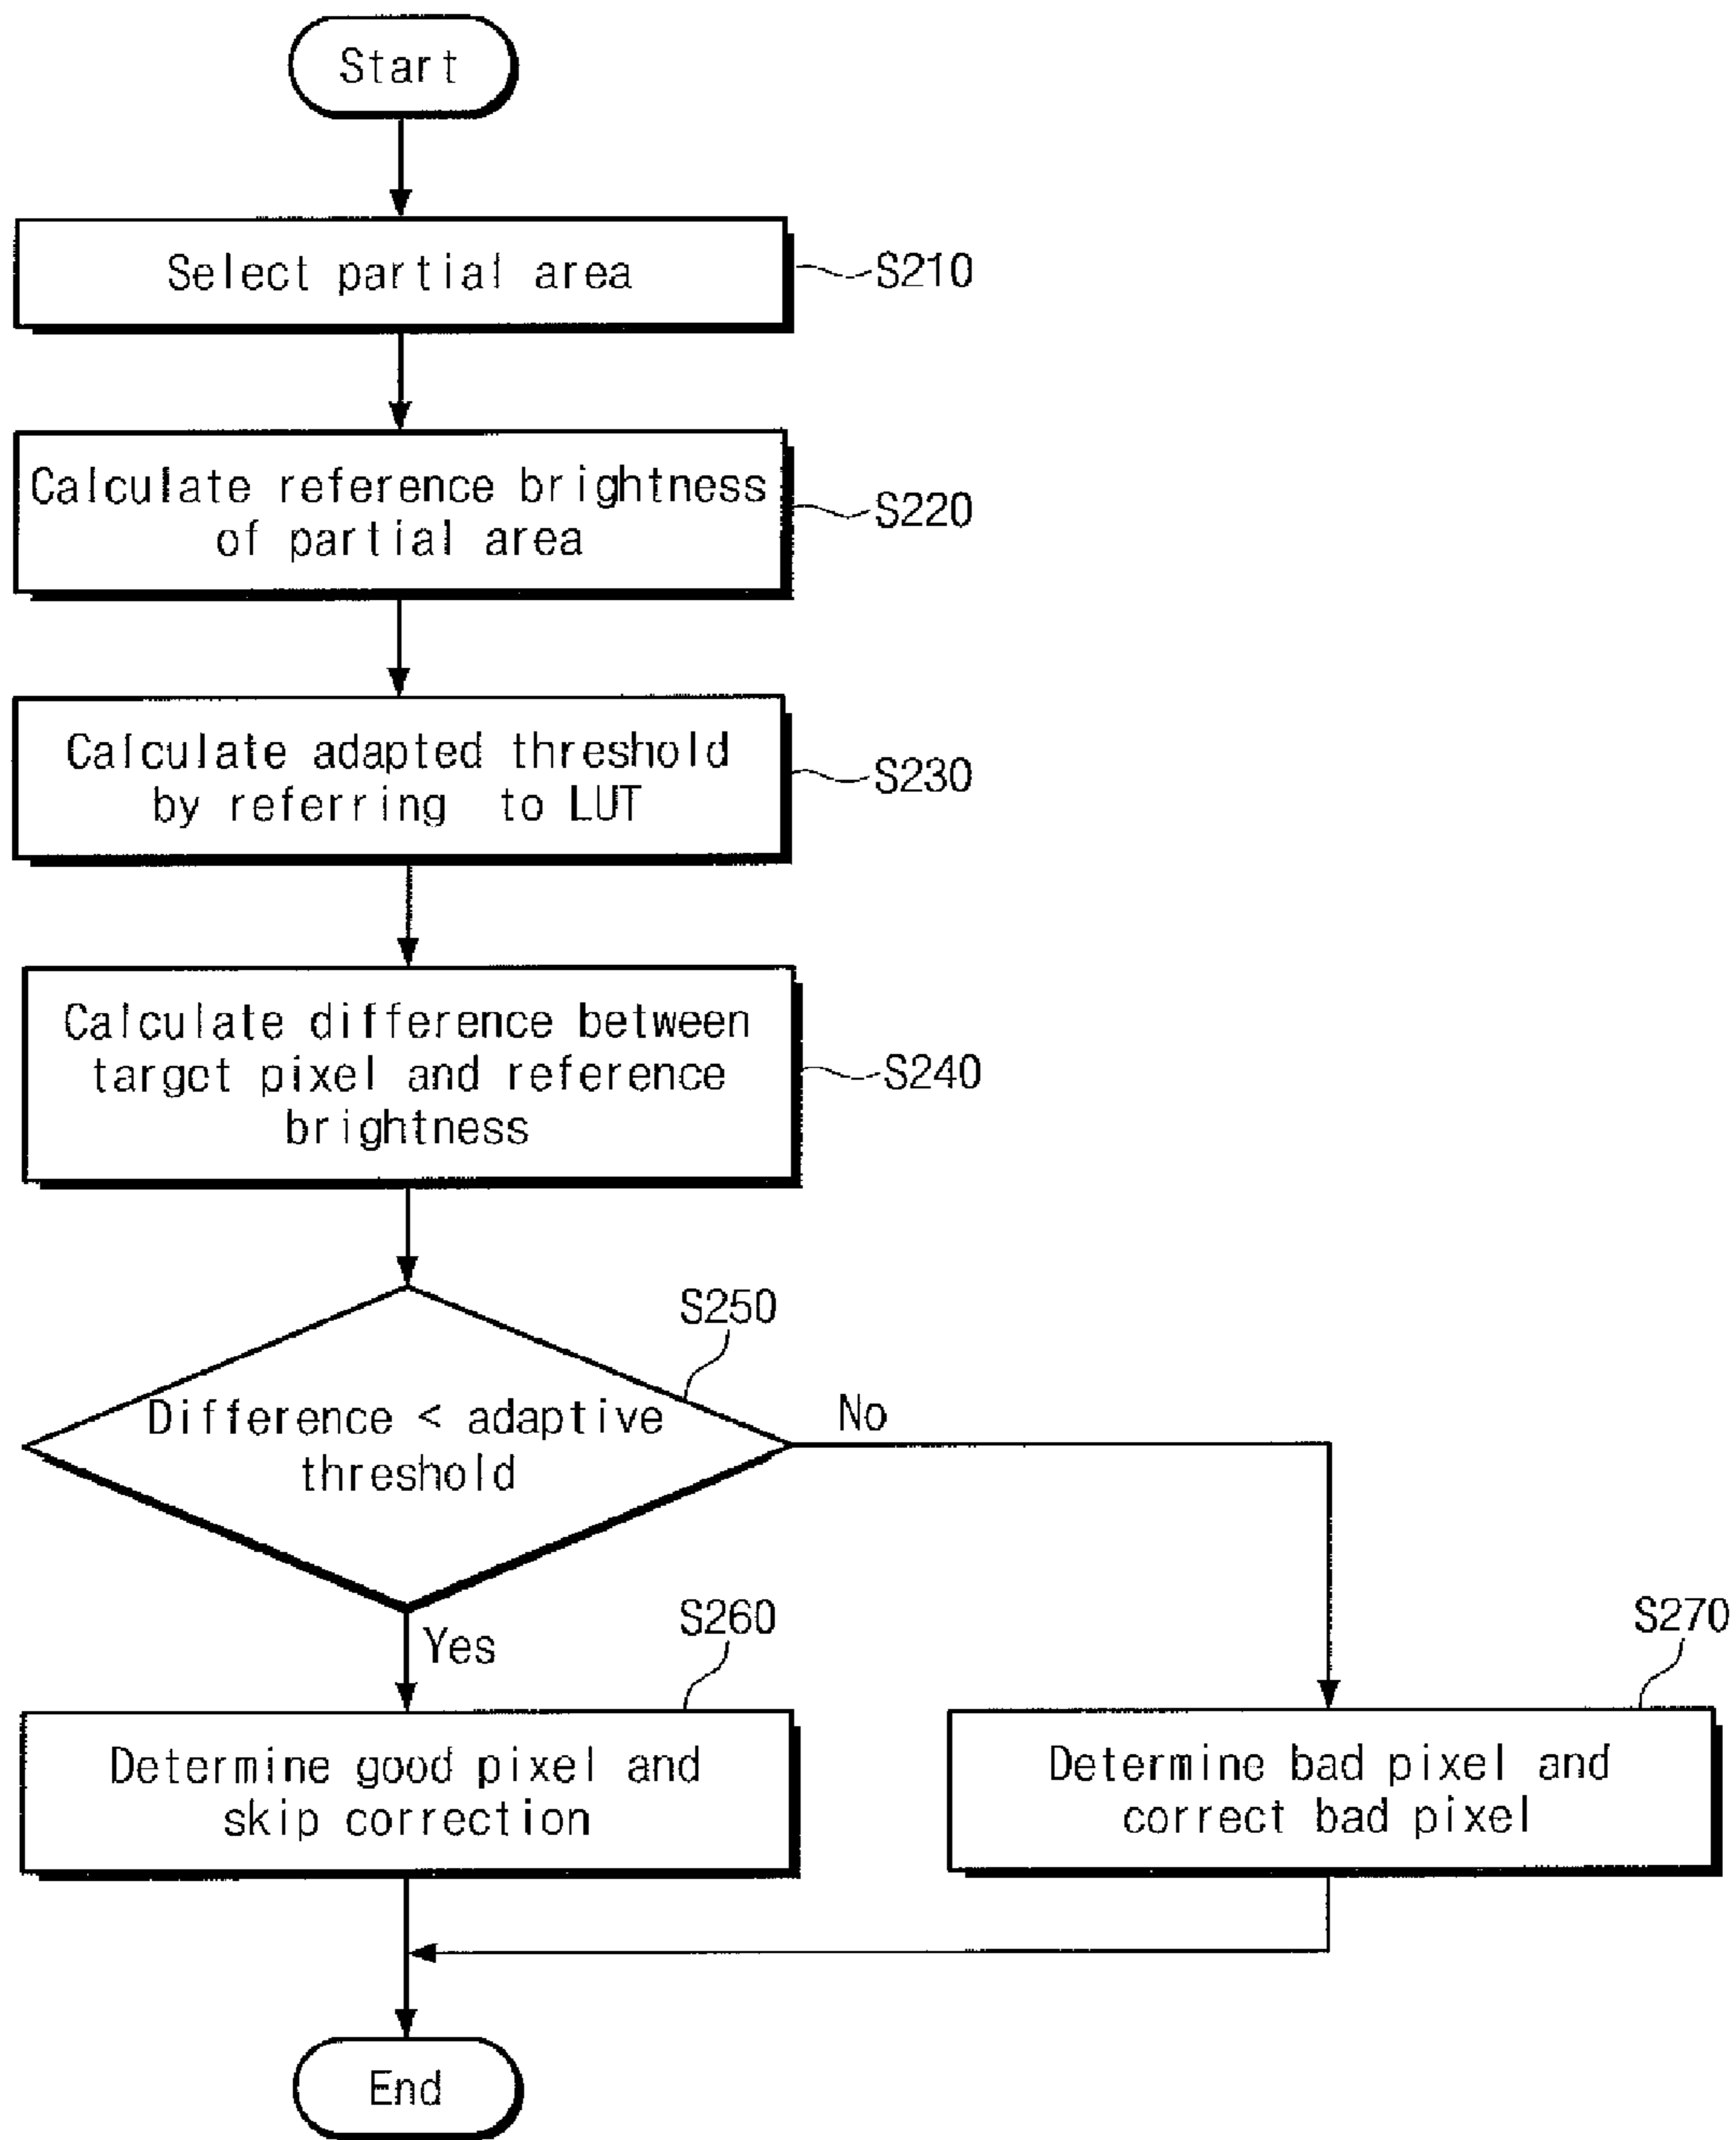 Start
Select partial area
S210
Calculate reference brightness
of partial area
S220
Calculate adapted threshold
by referring to LUT
S230
Calculate difference between
target pixel and reference
brightness
S240
S250
Difference < adaptive
threshold
No
Yes
S260
Determine good pixel and
skip correction
S270
Determine bad pixel and
correct bad pixel
End